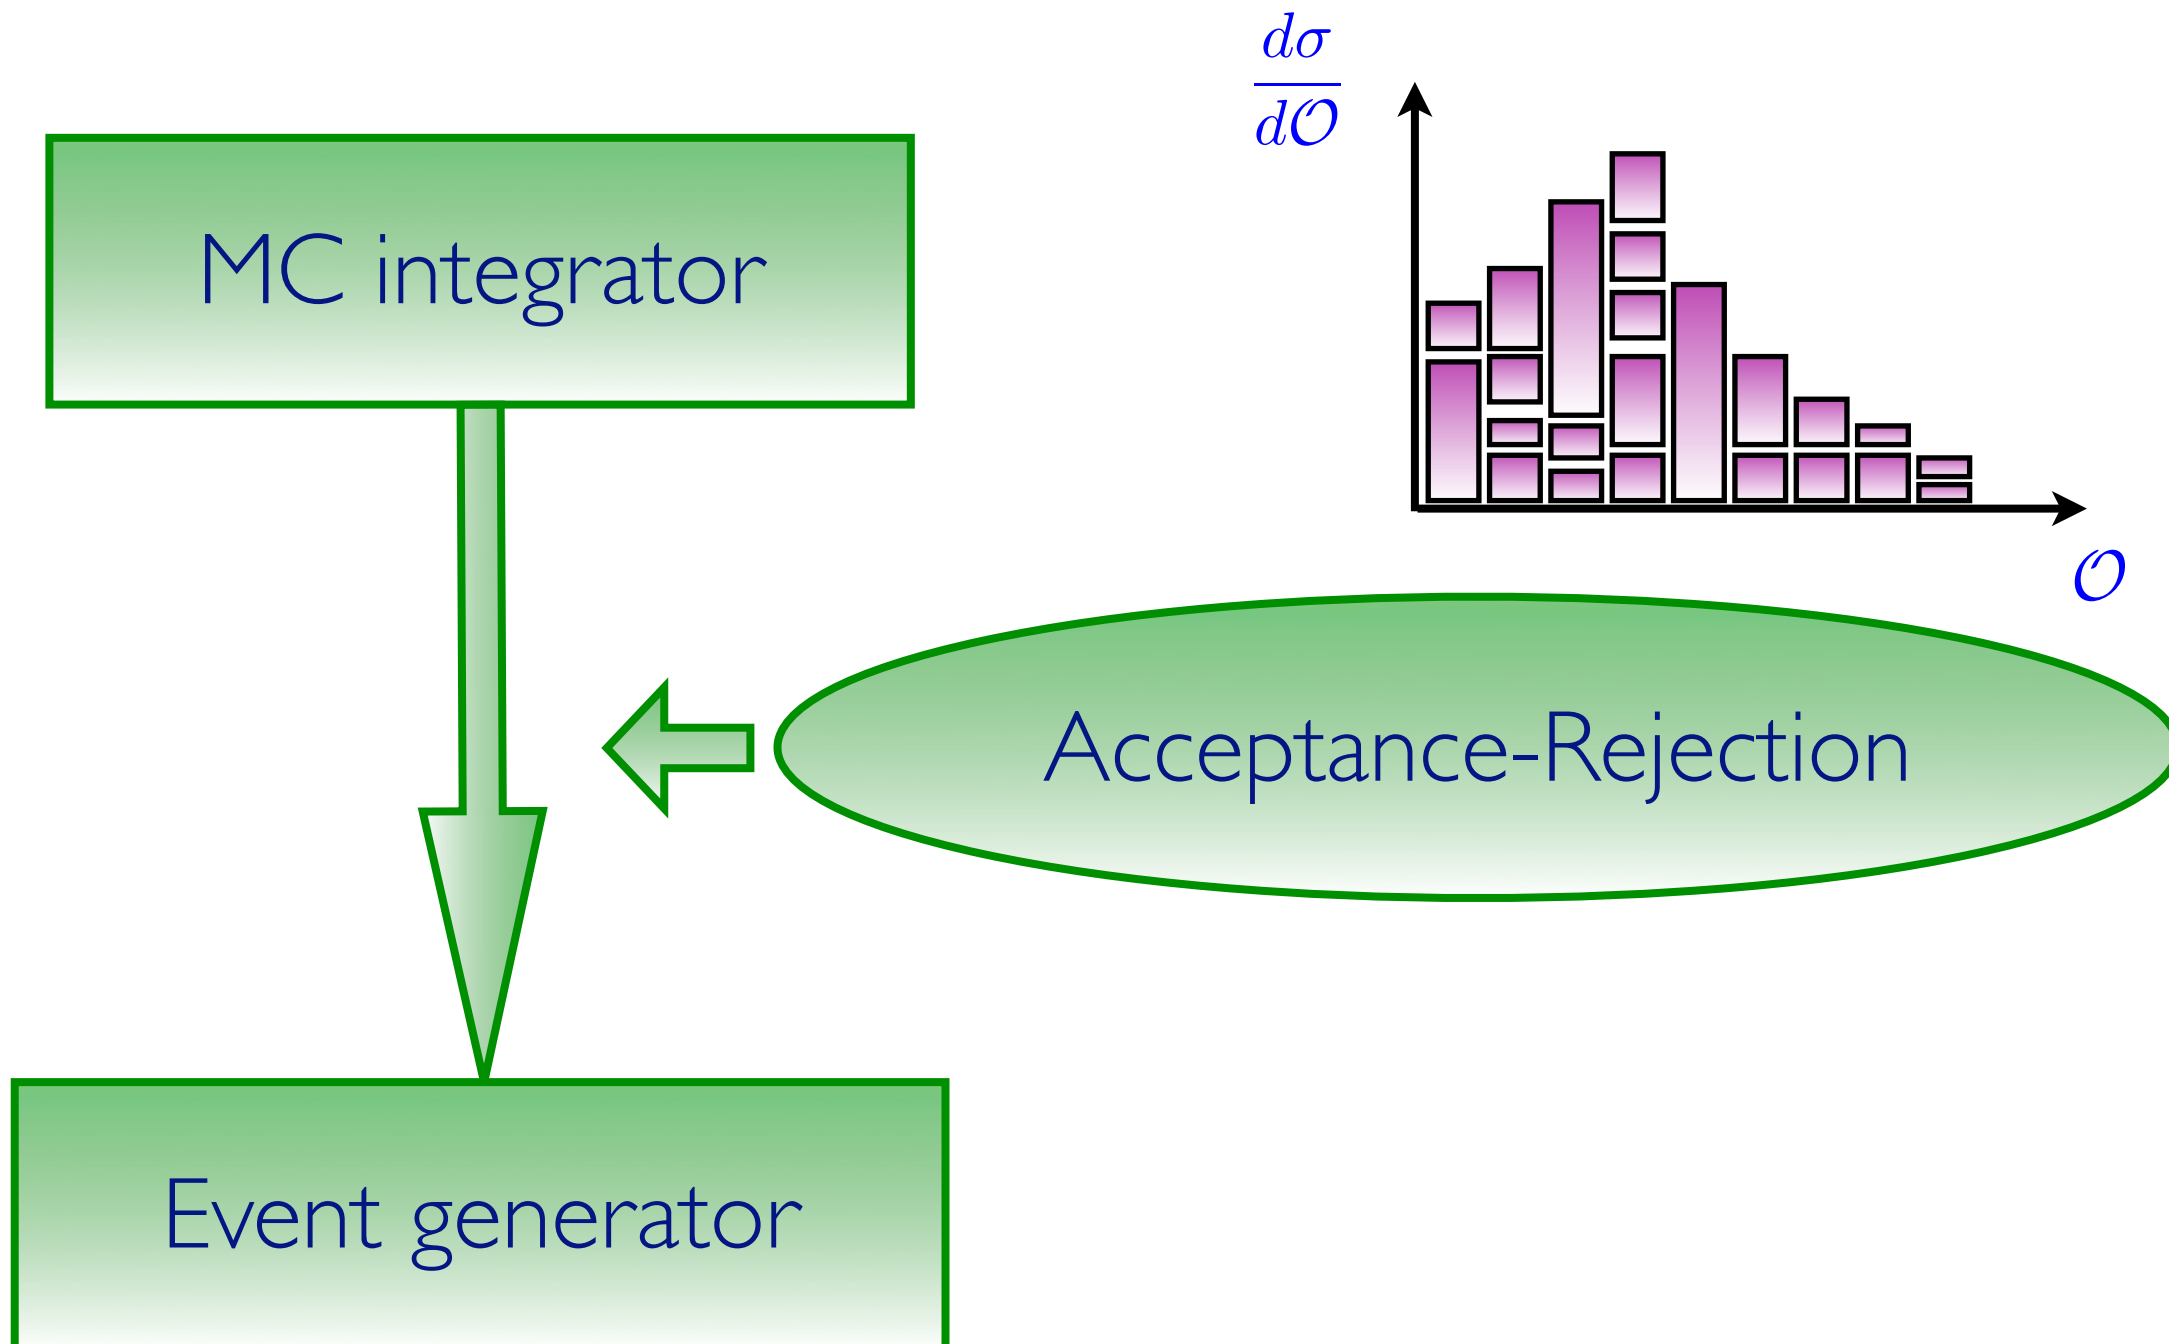 dσ
d𝒪
MC integrator
𝒪
Acceptance-Rejection
Event generator